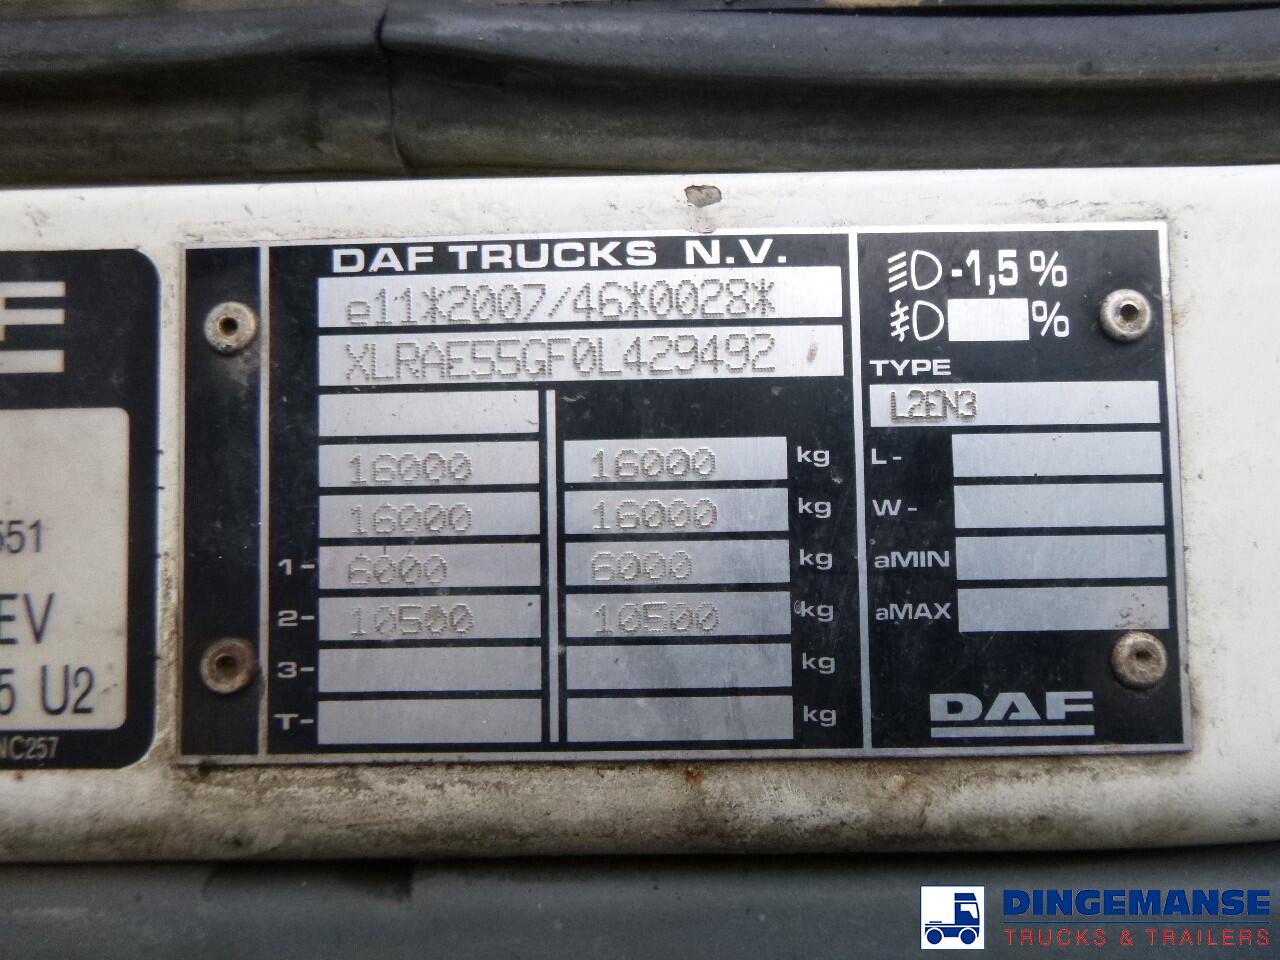 DAF TRUCKS N.V.
e11*2007/46*0028*
XLRAE55GF0L429492
16000 16000 kg
16000 16000 kg
1- 6000 6000 kg
2- 10500 10500 kg
3- kg
T- kg
-1,5%
%
TYPE
L2EN3
L-
W-
aMIN
aMAX
DAF
F
551
EV
5 U2
NC257
DINGEMANSE
TRUCKS & TRAILERS